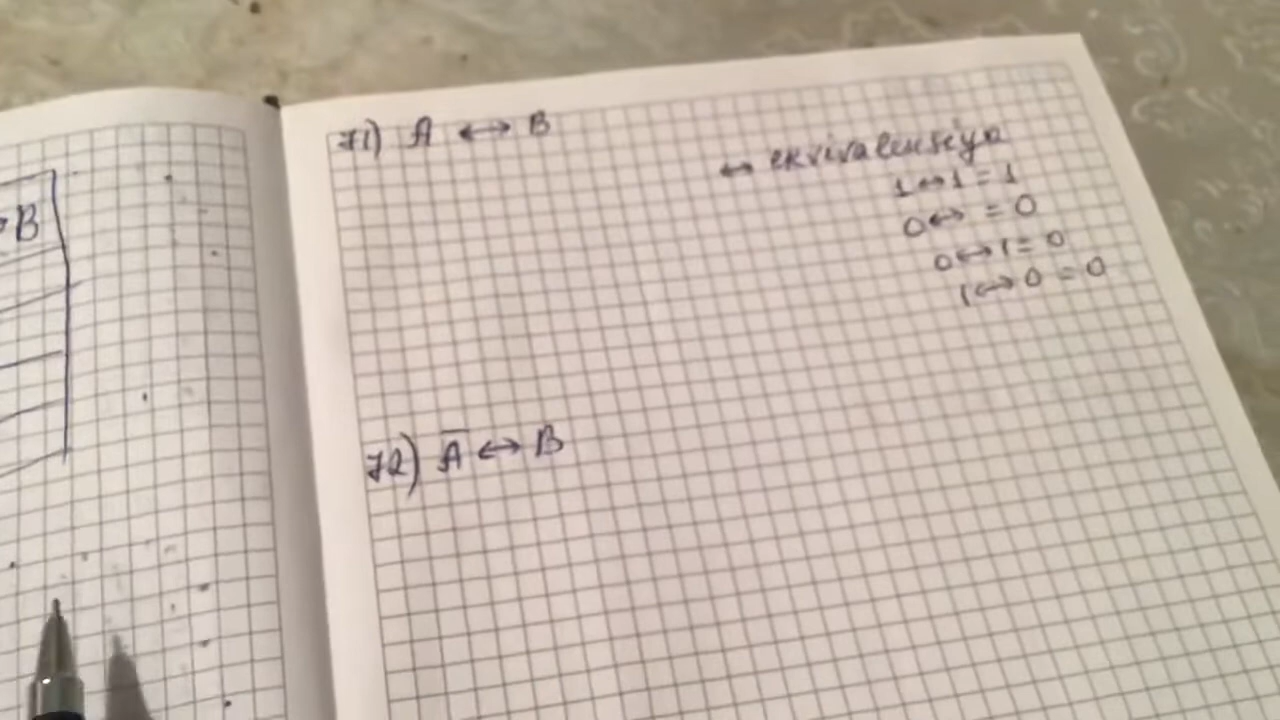 B
71) A ↔ B
↔ ekvivalensiya
1 ↔ 1 = 1
0 ↔ = 0
0 ↔ 1 = 0
1 ↔ 0 = 0
72) A̅ ↔ B